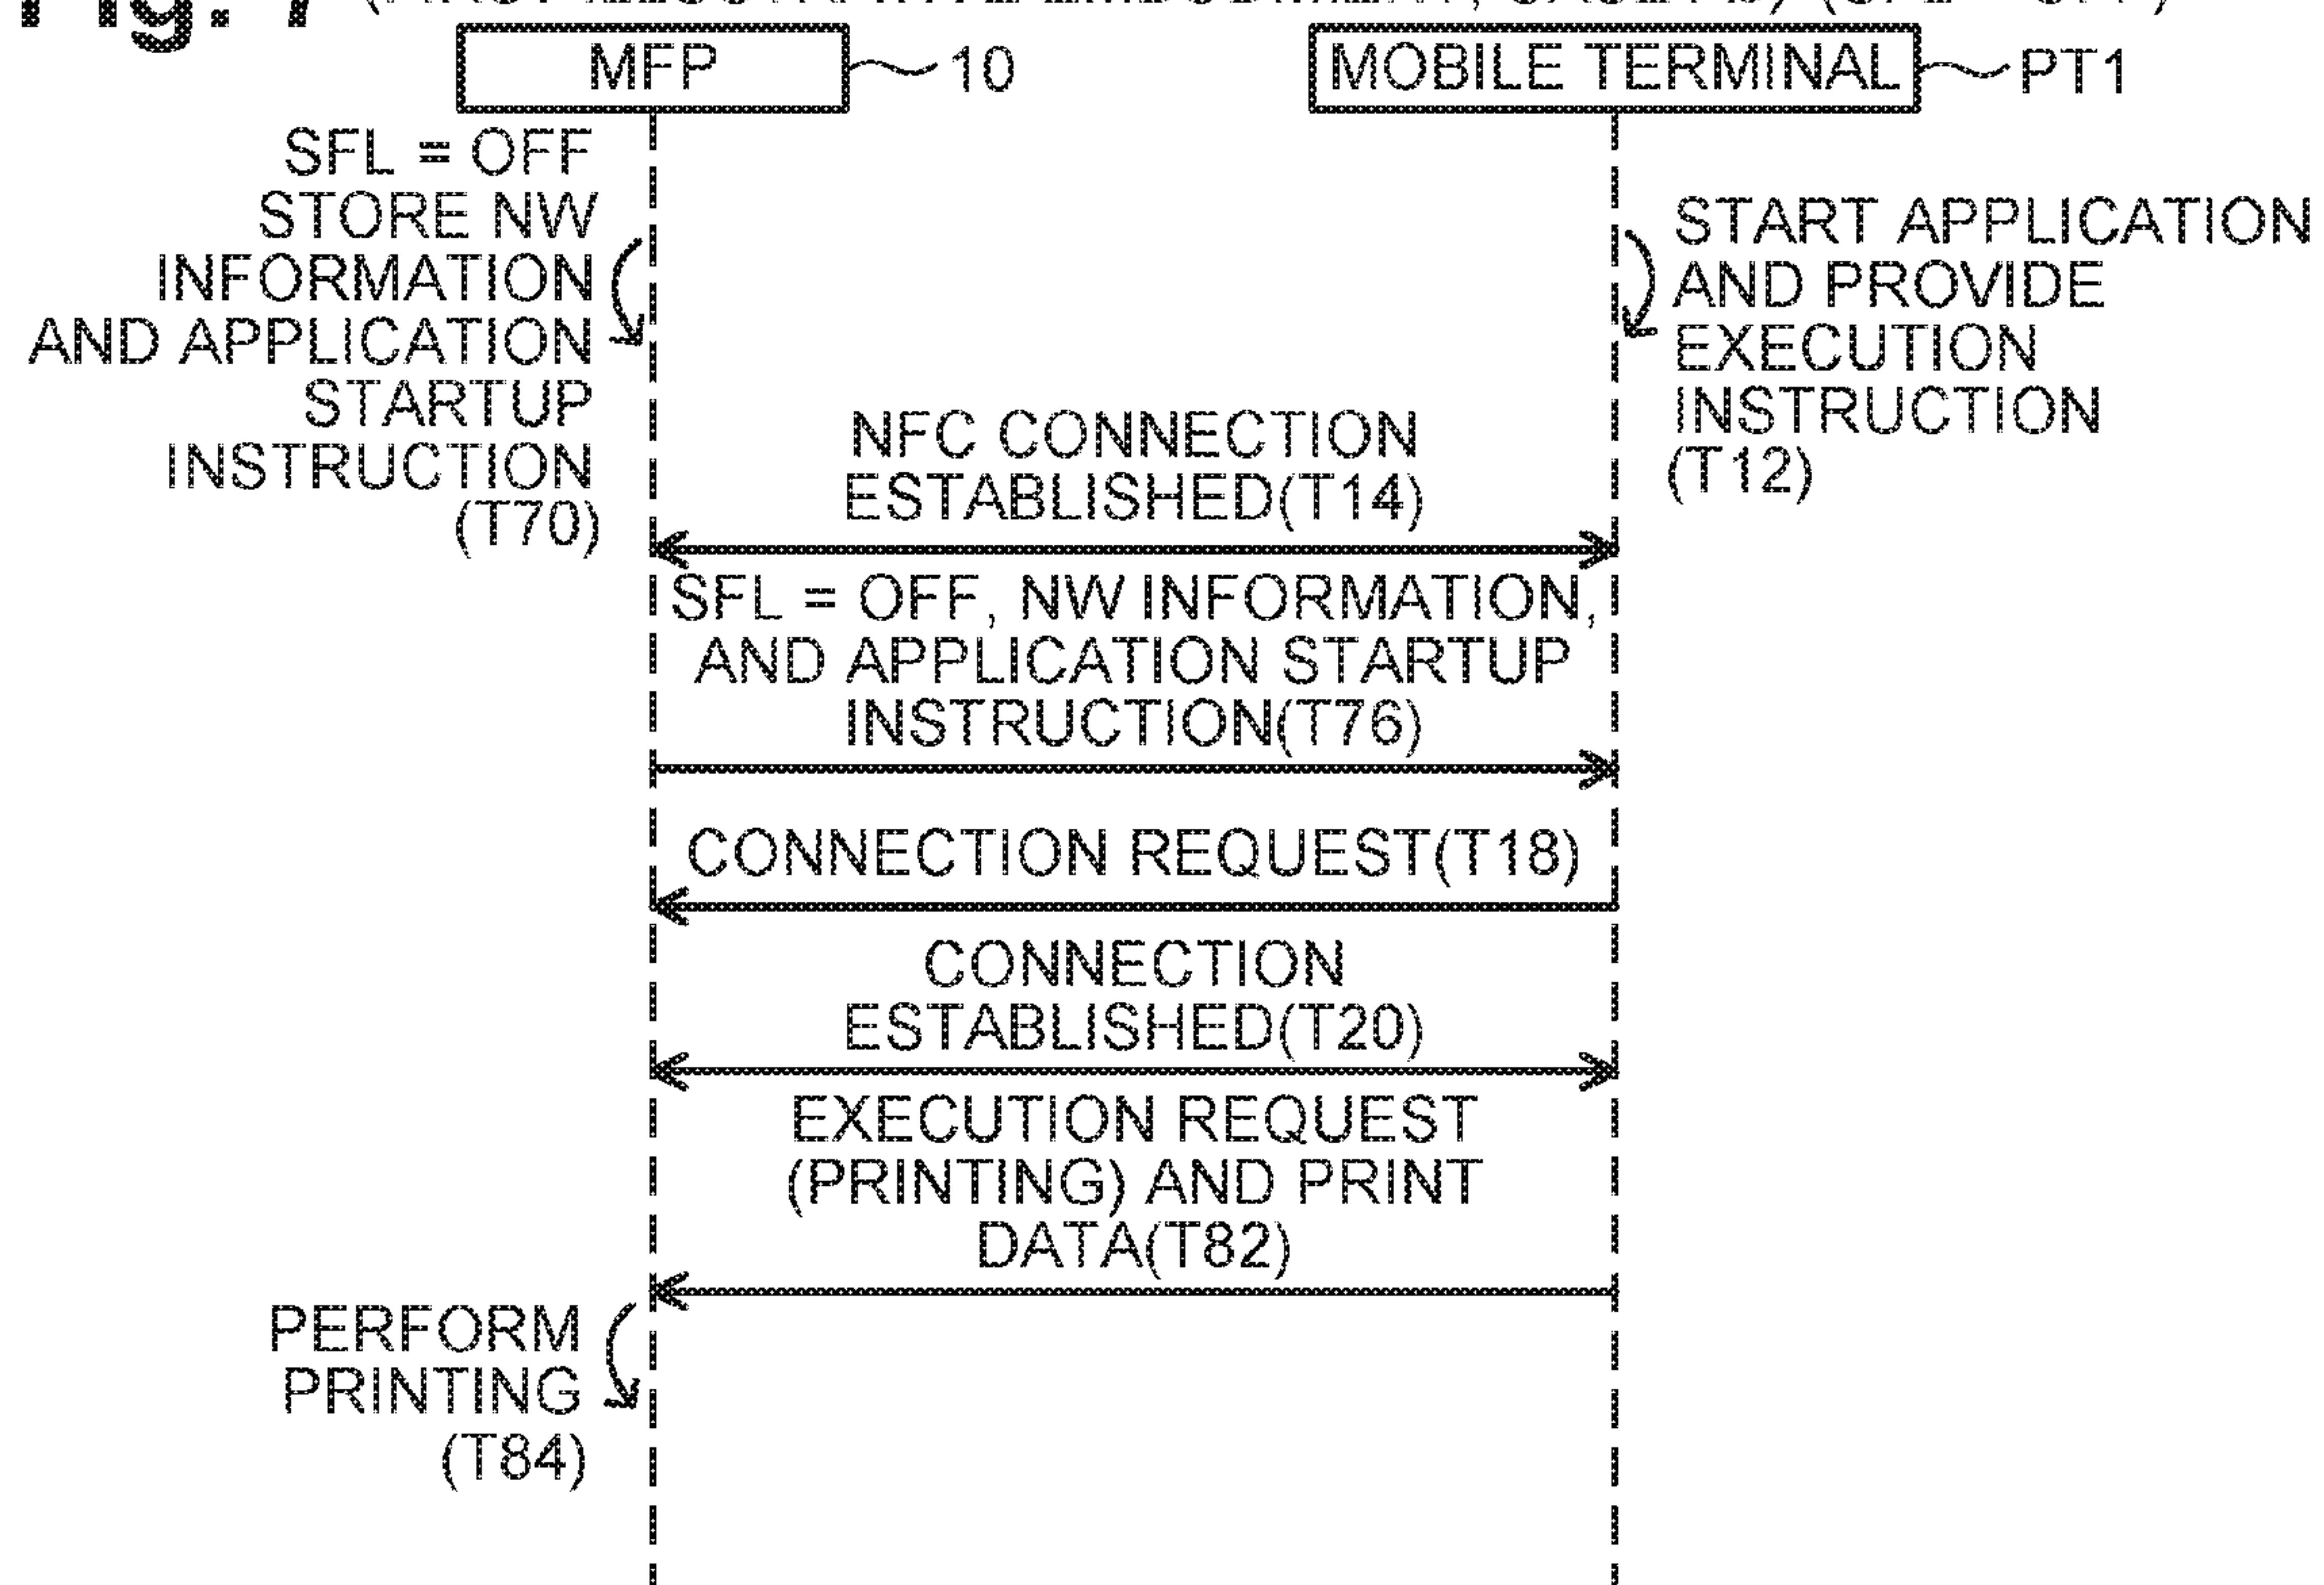 MFP
10
MOBILE TERMINAL
PT1
SFL = OFF
STORE NW
INFORMATION
AND APPLICATION
STARTUP
INSTRUCTION
(T70)
START APPLICATION
AND PROVIDE
EXECUTION
INSTRUCTION
(T12)
NFC CONNECTION
ESTABLISHED(T14)
SFL = OFF, NW INFORMATION,
AND APPLICATION STARTUP
INSTRUCTION(T76)
CONNECTION REQUEST(T18)
CONNECTION
ESTABLISHED(T20)
EXECUTION REQUEST
(PRINTING) AND PRINT
DATA(T82)
PERFORM
PRINTING
(T84)